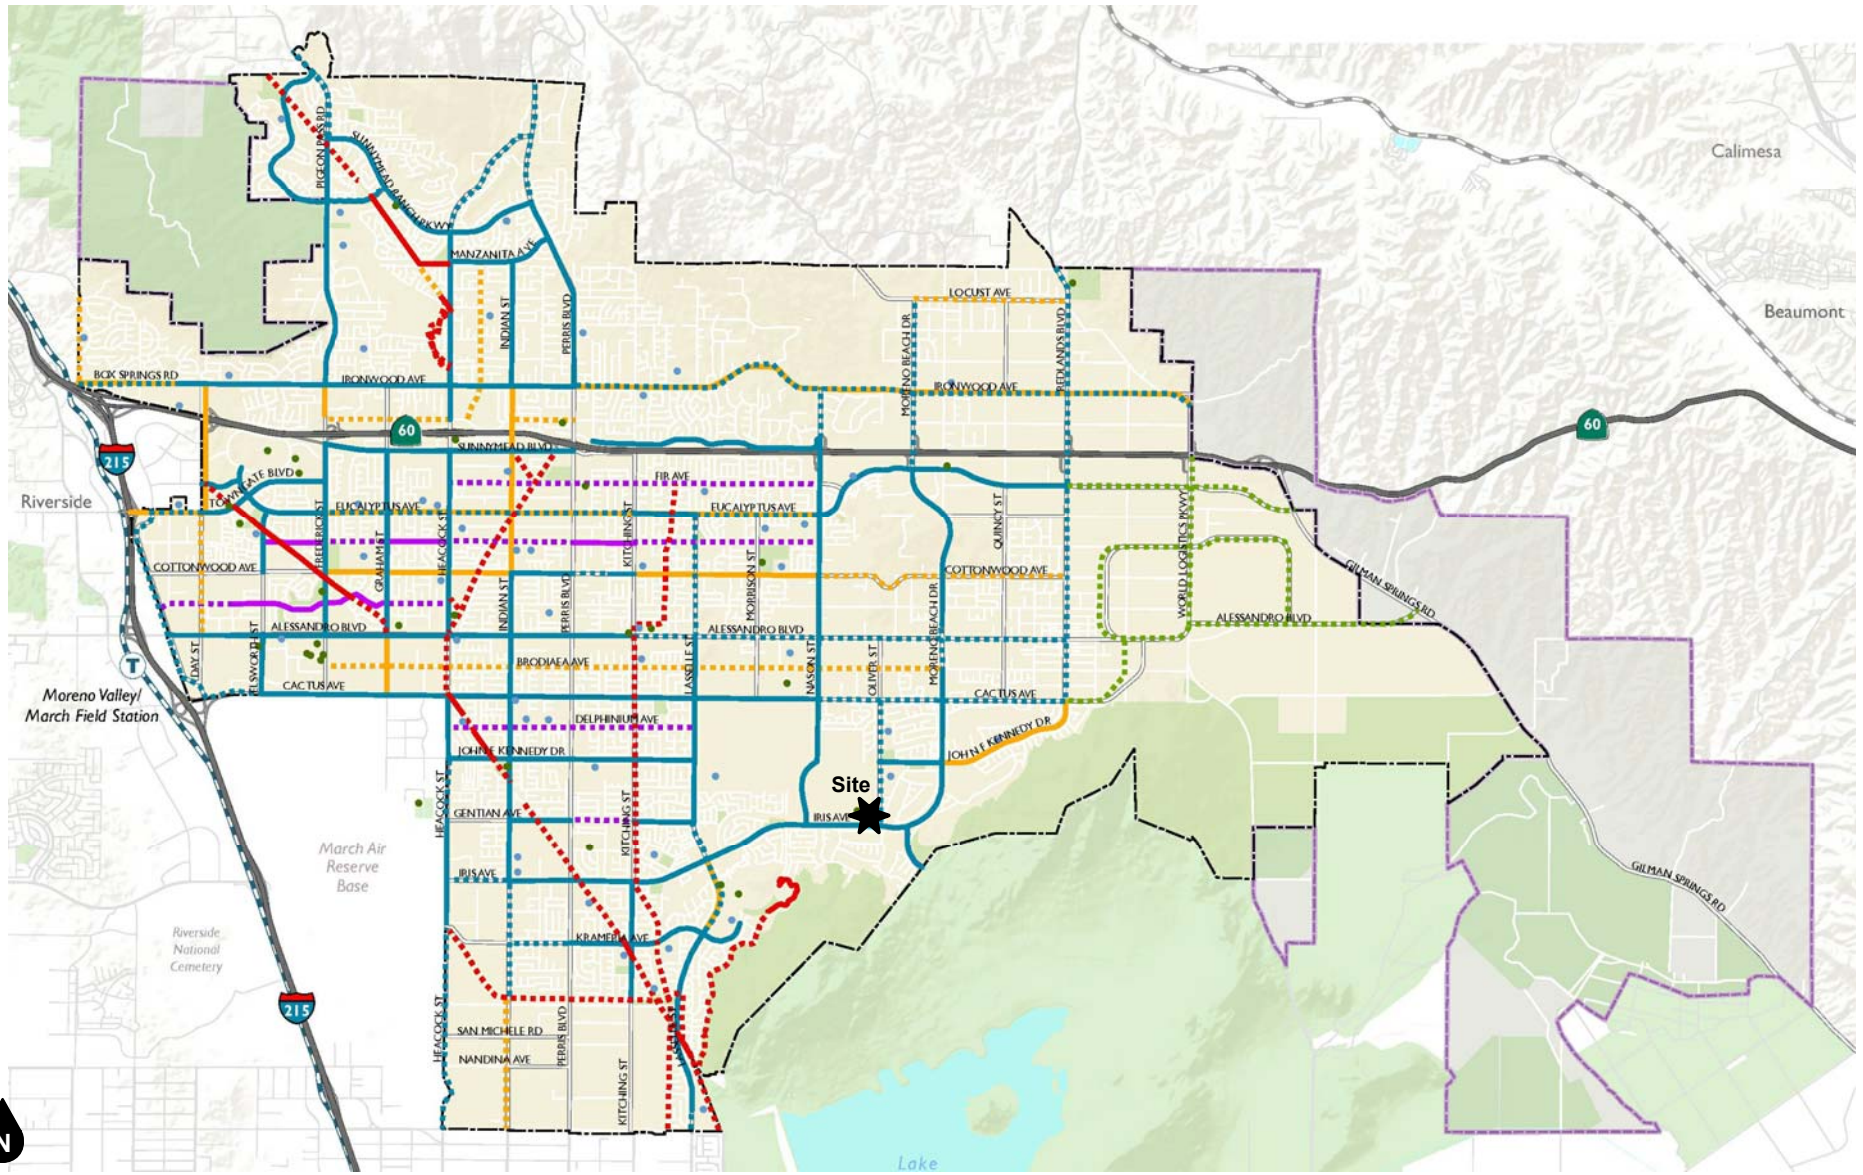 Calimesa
PIGEON PASS RD
SUNNYMEAD RANCH PKWY
MANZANITA AVE
LOCUST AVE
Beaumont
INDIAN ST
PERRIS BLVD
MORENO BEACH DR
REDLANDS BLVD
BOX SPRINGS RD
IRONWOOD AVE
IRONWOOD AVE
60
60
215
SUNNYMEAD BLVD
TOWNGATE BLVD
FIR AVE
Riverside
FREDERICK ST
EUCALYPTUS AVE
HEACOCK ST
KITCHING ST
EUCALYPTUS AVE
QUINCY ST
WORLD LOGISTICS PKWY
GRAHAM ST
COTTONWOOD AVE
MORRISON ST
COTTONWOOD AVE
GILMAN SPRINGS RD
INDIAN ST
PERRIS BLVD
MORENO BEACH DR
ALESSANDRO BLVD
ALESSANDRO BLVD
ALESSANDRO BLVD
DAY ST
ELSWORTH ST
LASSELLE ST
NASON ST
OLIVER ST
BRODIAEA AVE
T
CACTUS AVE
CACTUS AVE
Moreno Valley/
March Field Station
DELPHINIUM AVE
JOHN F KENNEDY DR
JOHN F KENNEDY DR
HEACOCK ST
Site
GENTIAN AVE
KITCHING ST
IRIS AVE
March Air
Reserve
Base
IRIS AVE
GILMAN SPRINGS RD
Riverside
National
Cemetery
KRAMERIA AVE
215
HEACOCK ST
SAN MICHELE RD
PERRIS BLVD
NANDINA AVE
KITCHING ST
N
Lake